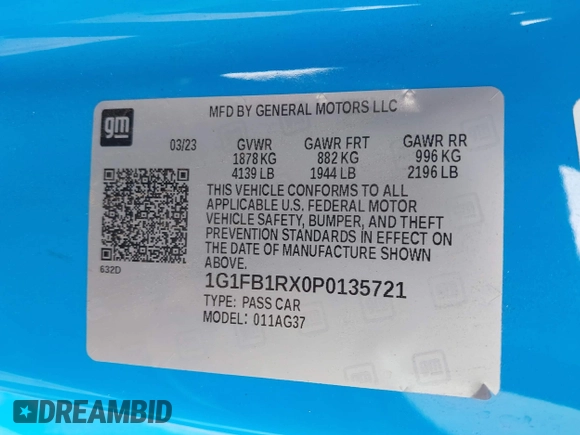 MFD BY GENERAL MOTORS LLC
gm
03/23 GVWR GAWR FRT GAWR RR
1878 KG 882 KG 996 KG
4139 LB 1944 LB 2196 LB
THIS VEHICLE CONFORMS TO ALL
APPLICABLE U.S. FEDERAL MOTOR
VEHICLE SAFETY, BUMPER, AND THEFT
PREVENTION STANDARDS IN EFFECT ON
THE DATE OF MANUFACTURE SHOWN
ABOVE.
632D
1G1FB1RX0P0135721
TYPE: PASS CAR
MODEL: 011AG37
DREAMBID